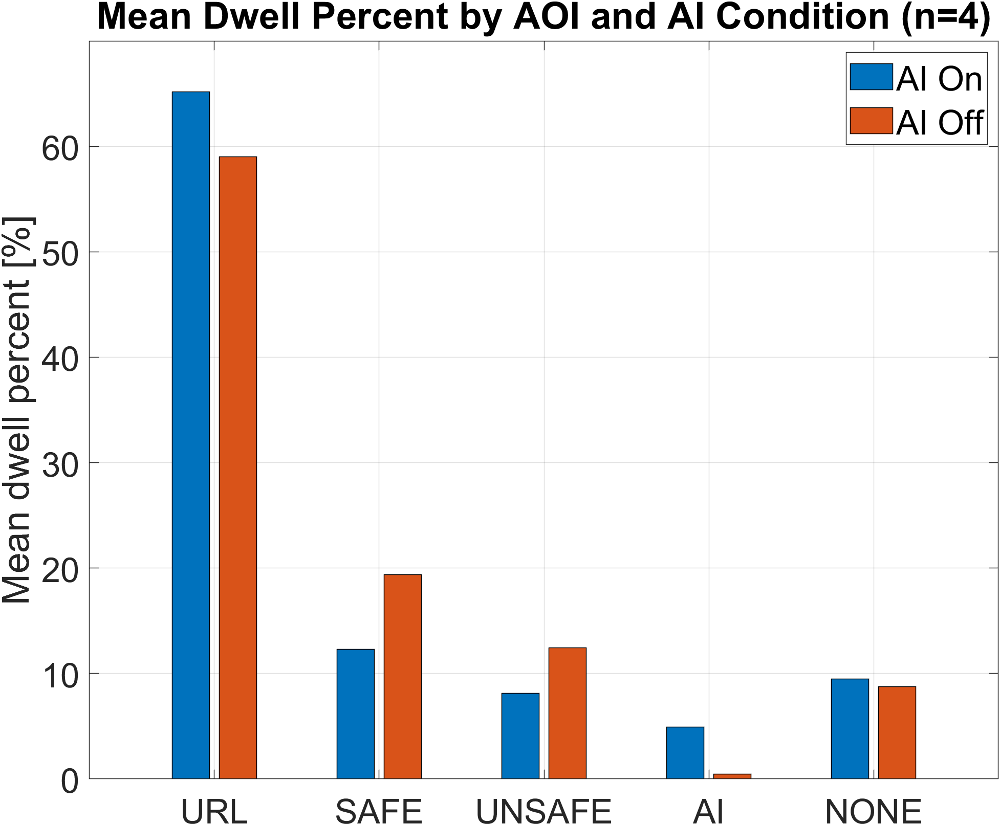 Mean Dwell Percent by AOI and AI Condition (n=4)
AI On
AI Off
Mean dwell percent [%]
60
50
40
30
20
10
0
URL SAFE UNSAFE AI NONE